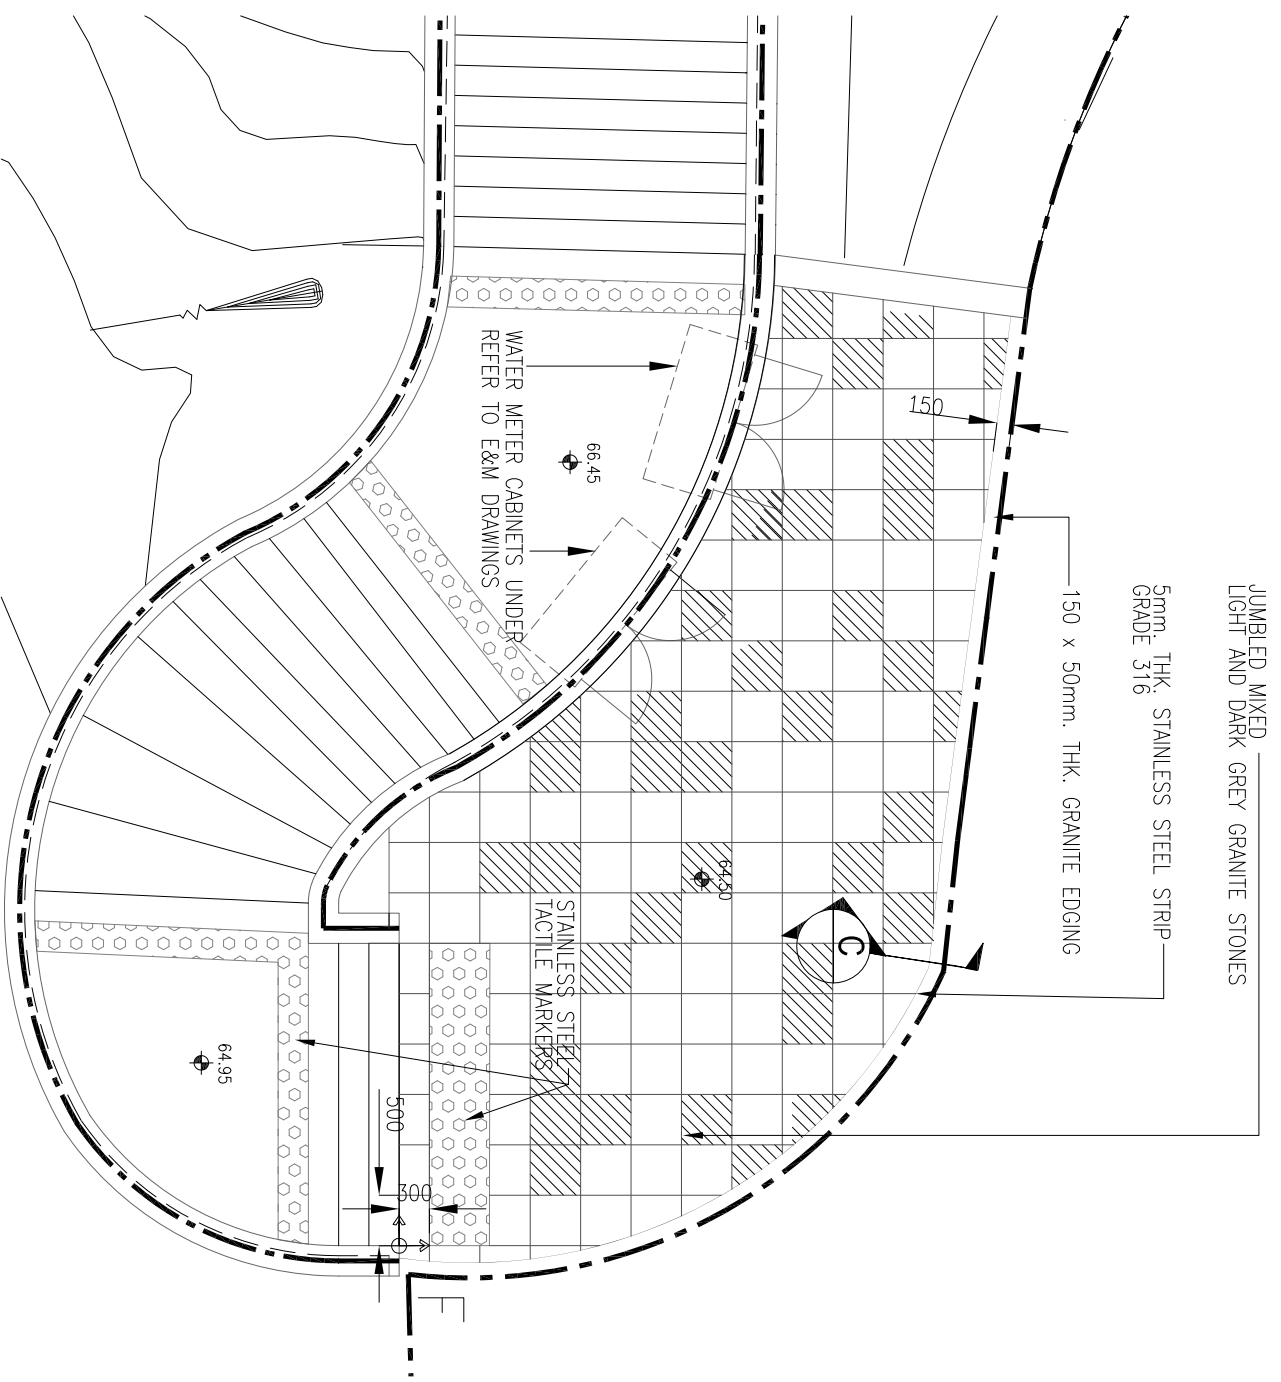 JUMBLED MIXED
LIGHT AND DARK GREY GRANITE STONES
5mm. THK. STAINLESS STEEL STRIP
GRADE 316
150 x 50mm. THK. GRANITE EDGING
150
WATER METER CABINETS UNDER
REFER TO E&M DRAWINGS
66.45
64.50
C
STAINLESS STEEL
TACTILE MARKERS
64.95
500
300